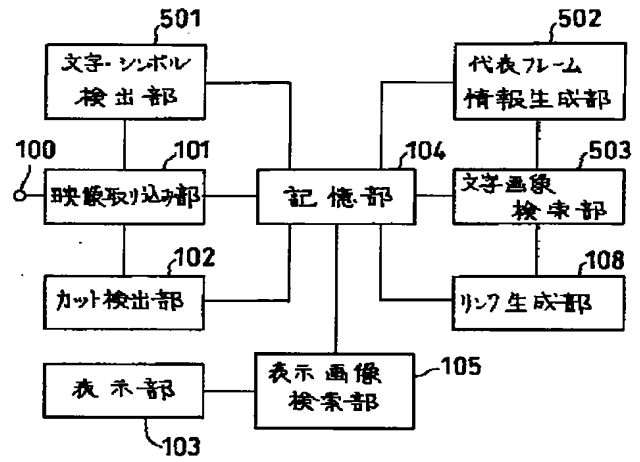 501
文字・シンボル
検出部
502
代表フレーム
情報生成部
100
101
映像取り込み部
104
記憶部
503
文字画像
検索部
102
カット検出部
108
リンク生成部
表示部
103
表示画像
検索部
105